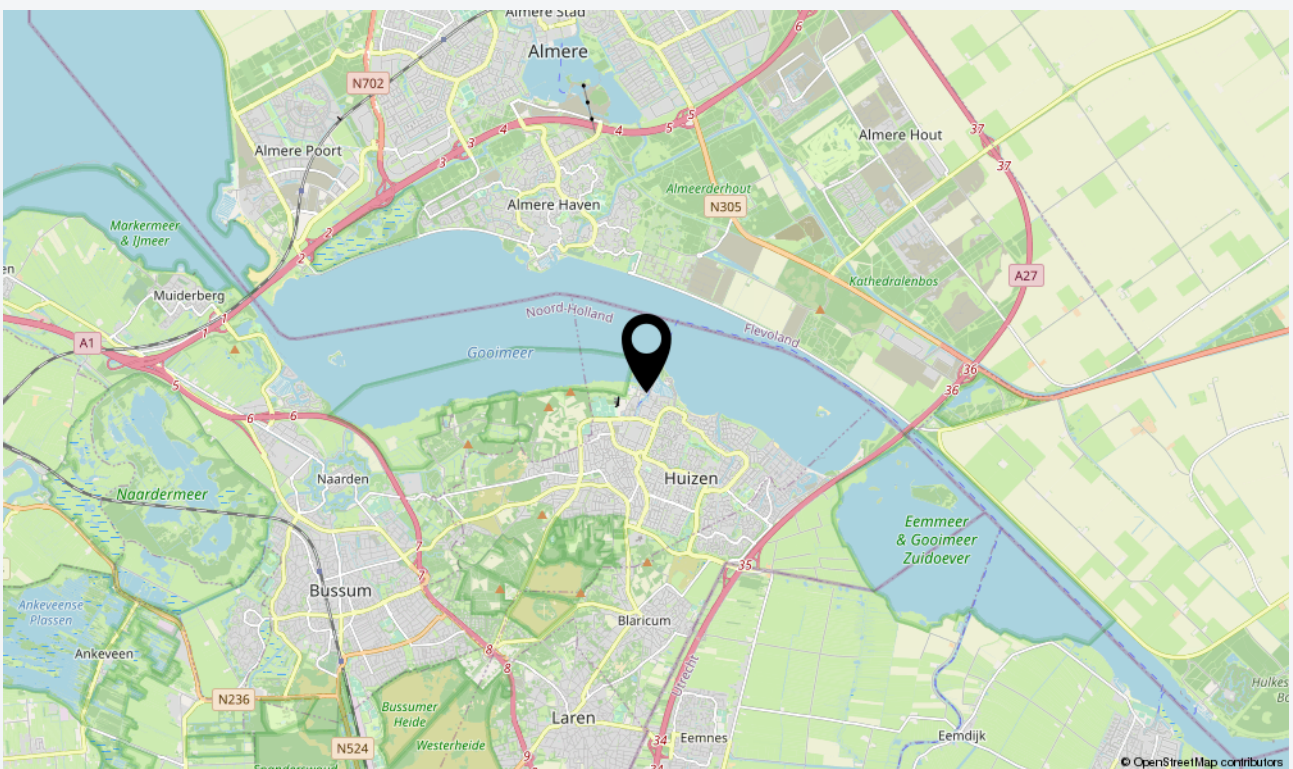 Almere Stad
Almere
6
N702
5
4
4
5
3
3
37
37
Almere Hout
Almere Poort
Almeerderhout
N305
Almere Haven
Markermeer
& IJmeer
2
2
en
Kathedralenbos
A27
Muiderberg
Noord-Holland
Flevoland
1
1
A1
Gooimeer
36
36
5
6
6
Naarden
Huizen
Naardermeer
Eemmeer
& Gooimeer
Zuidoever
7
7
35
Bussum
Ankeveense
Plassen
Blaricum
Ankeveen
8
8
Utrecht
N236
Bussumer
Heide
Laren
Westerheide
N524
34
34
Eemnes
Eemdijk
9
© OpenStreetMap contributors